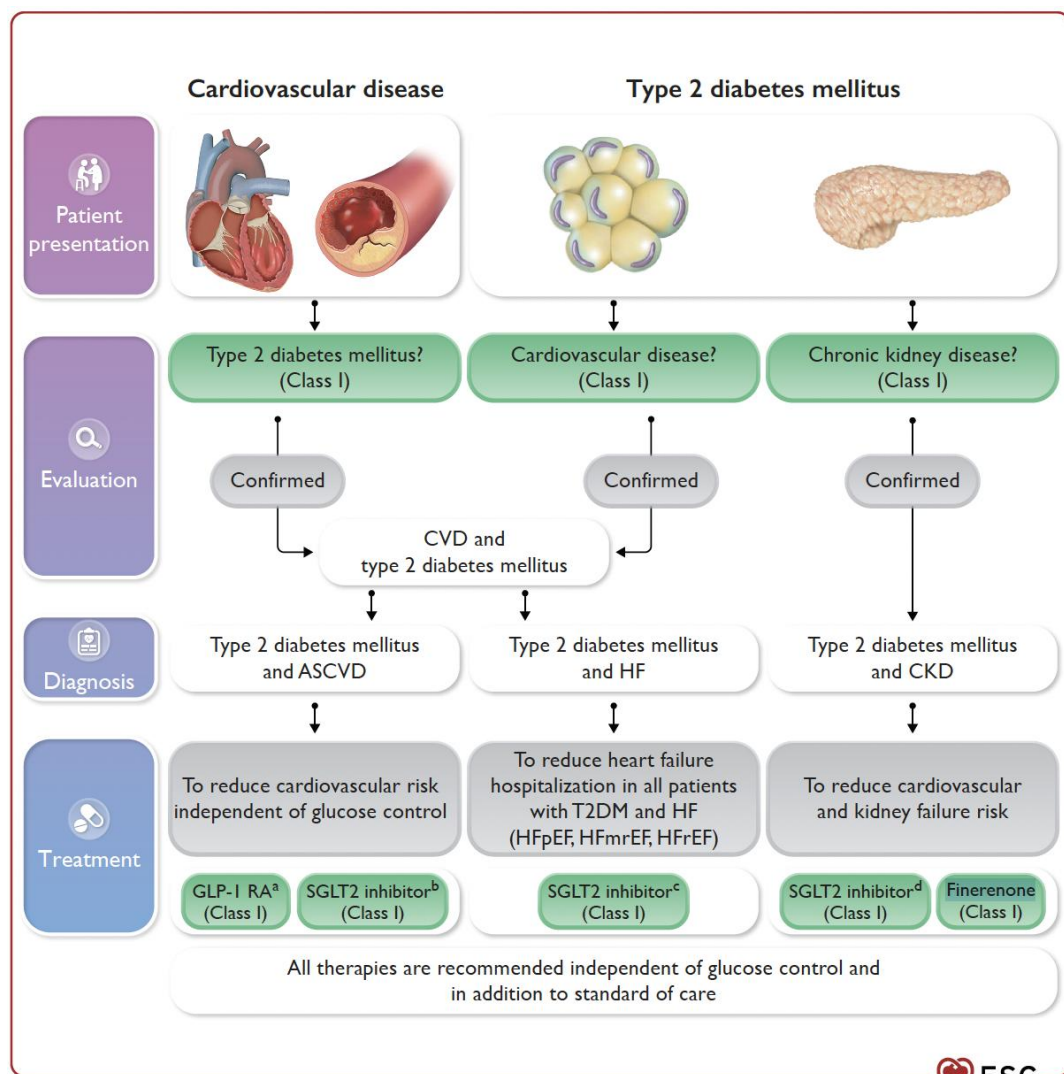 Cardiovascular disease
Type 2 diabetes mellitus
Patient
presentation
Type 2 diabetes mellitus?
(Class I)
Cardiovascular disease?
(Class I)
Chronic kidney disease?
(Class I)
Evaluation
Confirmed
Confirmed
Confirmed
CVD and
type 2 diabetes mellitus
Diagnosis
Type 2 diabetes mellitus
and ASCVD
Type 2 diabetes mellitus
and HF
Type 2 diabetes mellitus
and CKD
Treatment
To reduce cardiovascular risk
independent of glucose control
To reduce heart failure
hospitalization in all patients
with T2DM and HF
(HFpEF, HFmrEF, HFrEF)
To reduce cardiovascular
and kidney failure risk
GLP-1 RAᵃ
(Class I)
SGLT2 inhibitorᵇ
(Class I)
SGLT2 inhibitorᶜ
(Class I)
SGLT2 inhibitorᵈ
(Class I)
Finerenone
(Class I)
All therapies are recommended independent of glucose control and
in addition to standard of care
ESC